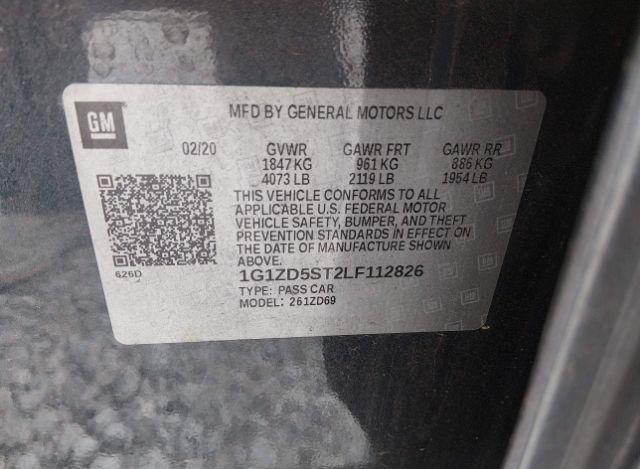 GM
MFD BY GENERAL MOTORS LLC
02/20 GVWR GAWR FRT GAWR RR
1847 KG 961 KG 886 KG
4073 LB 2119 LB 1954 LB
THIS VEHICLE CONFORMS TO ALL
APPLICABLE U.S. FEDERAL MOTOR
VEHICLE SAFETY, BUMPER, AND THEFT
PREVENTION STANDARDS IN EFFECT ON
THE DATE OF MANUFACTURE SHOWN
ABOVE.
626D
1G1ZD5ST2LF112826
TYPE: PASS CAR
MODEL: 261ZD69